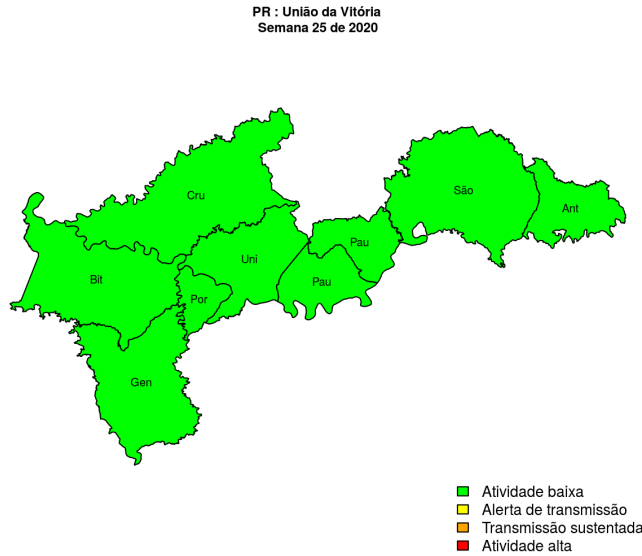 PR : União da Vitória
Semana 25 de 2020
Cru
São
Ant
Pau
Uni
Bit
Pau
Por
Gen
Atividade baixa
Alerta de transmissão
Transmissão sustentada
Atividade alta